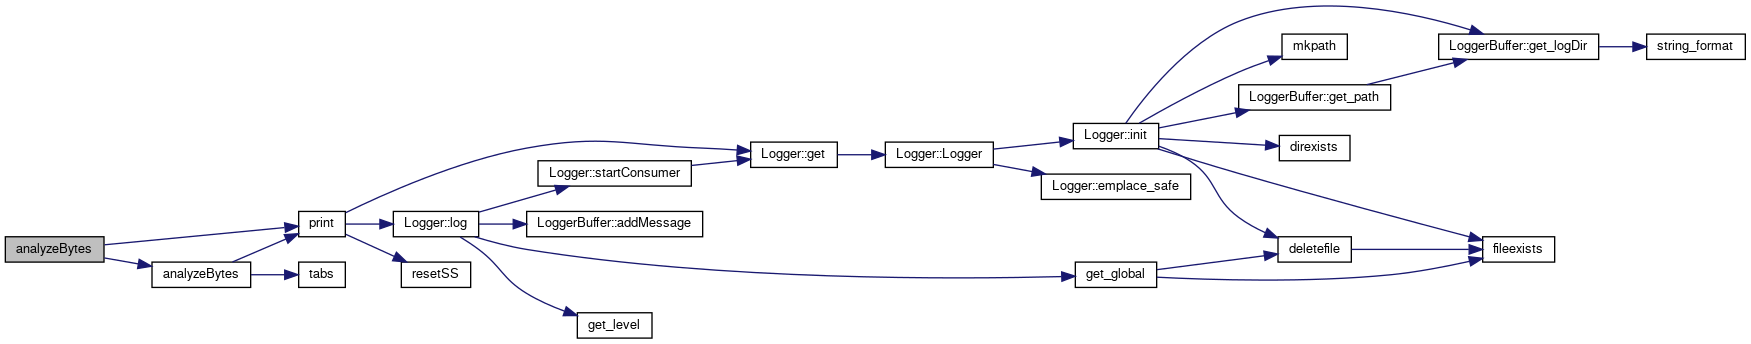 analyzeBytes
analyzeBytes
print
tabs
Logger::log
resetSS
Logger::startConsumer
LoggerBuffer::addMessage
get_level
Logger::get
Logger::Logger
Logger::init
Logger::emplace_safe
get_global
mkpath
LoggerBuffer::get_path
direxists
deletefile
LoggerBuffer::get_logDir
fileexists
string_format